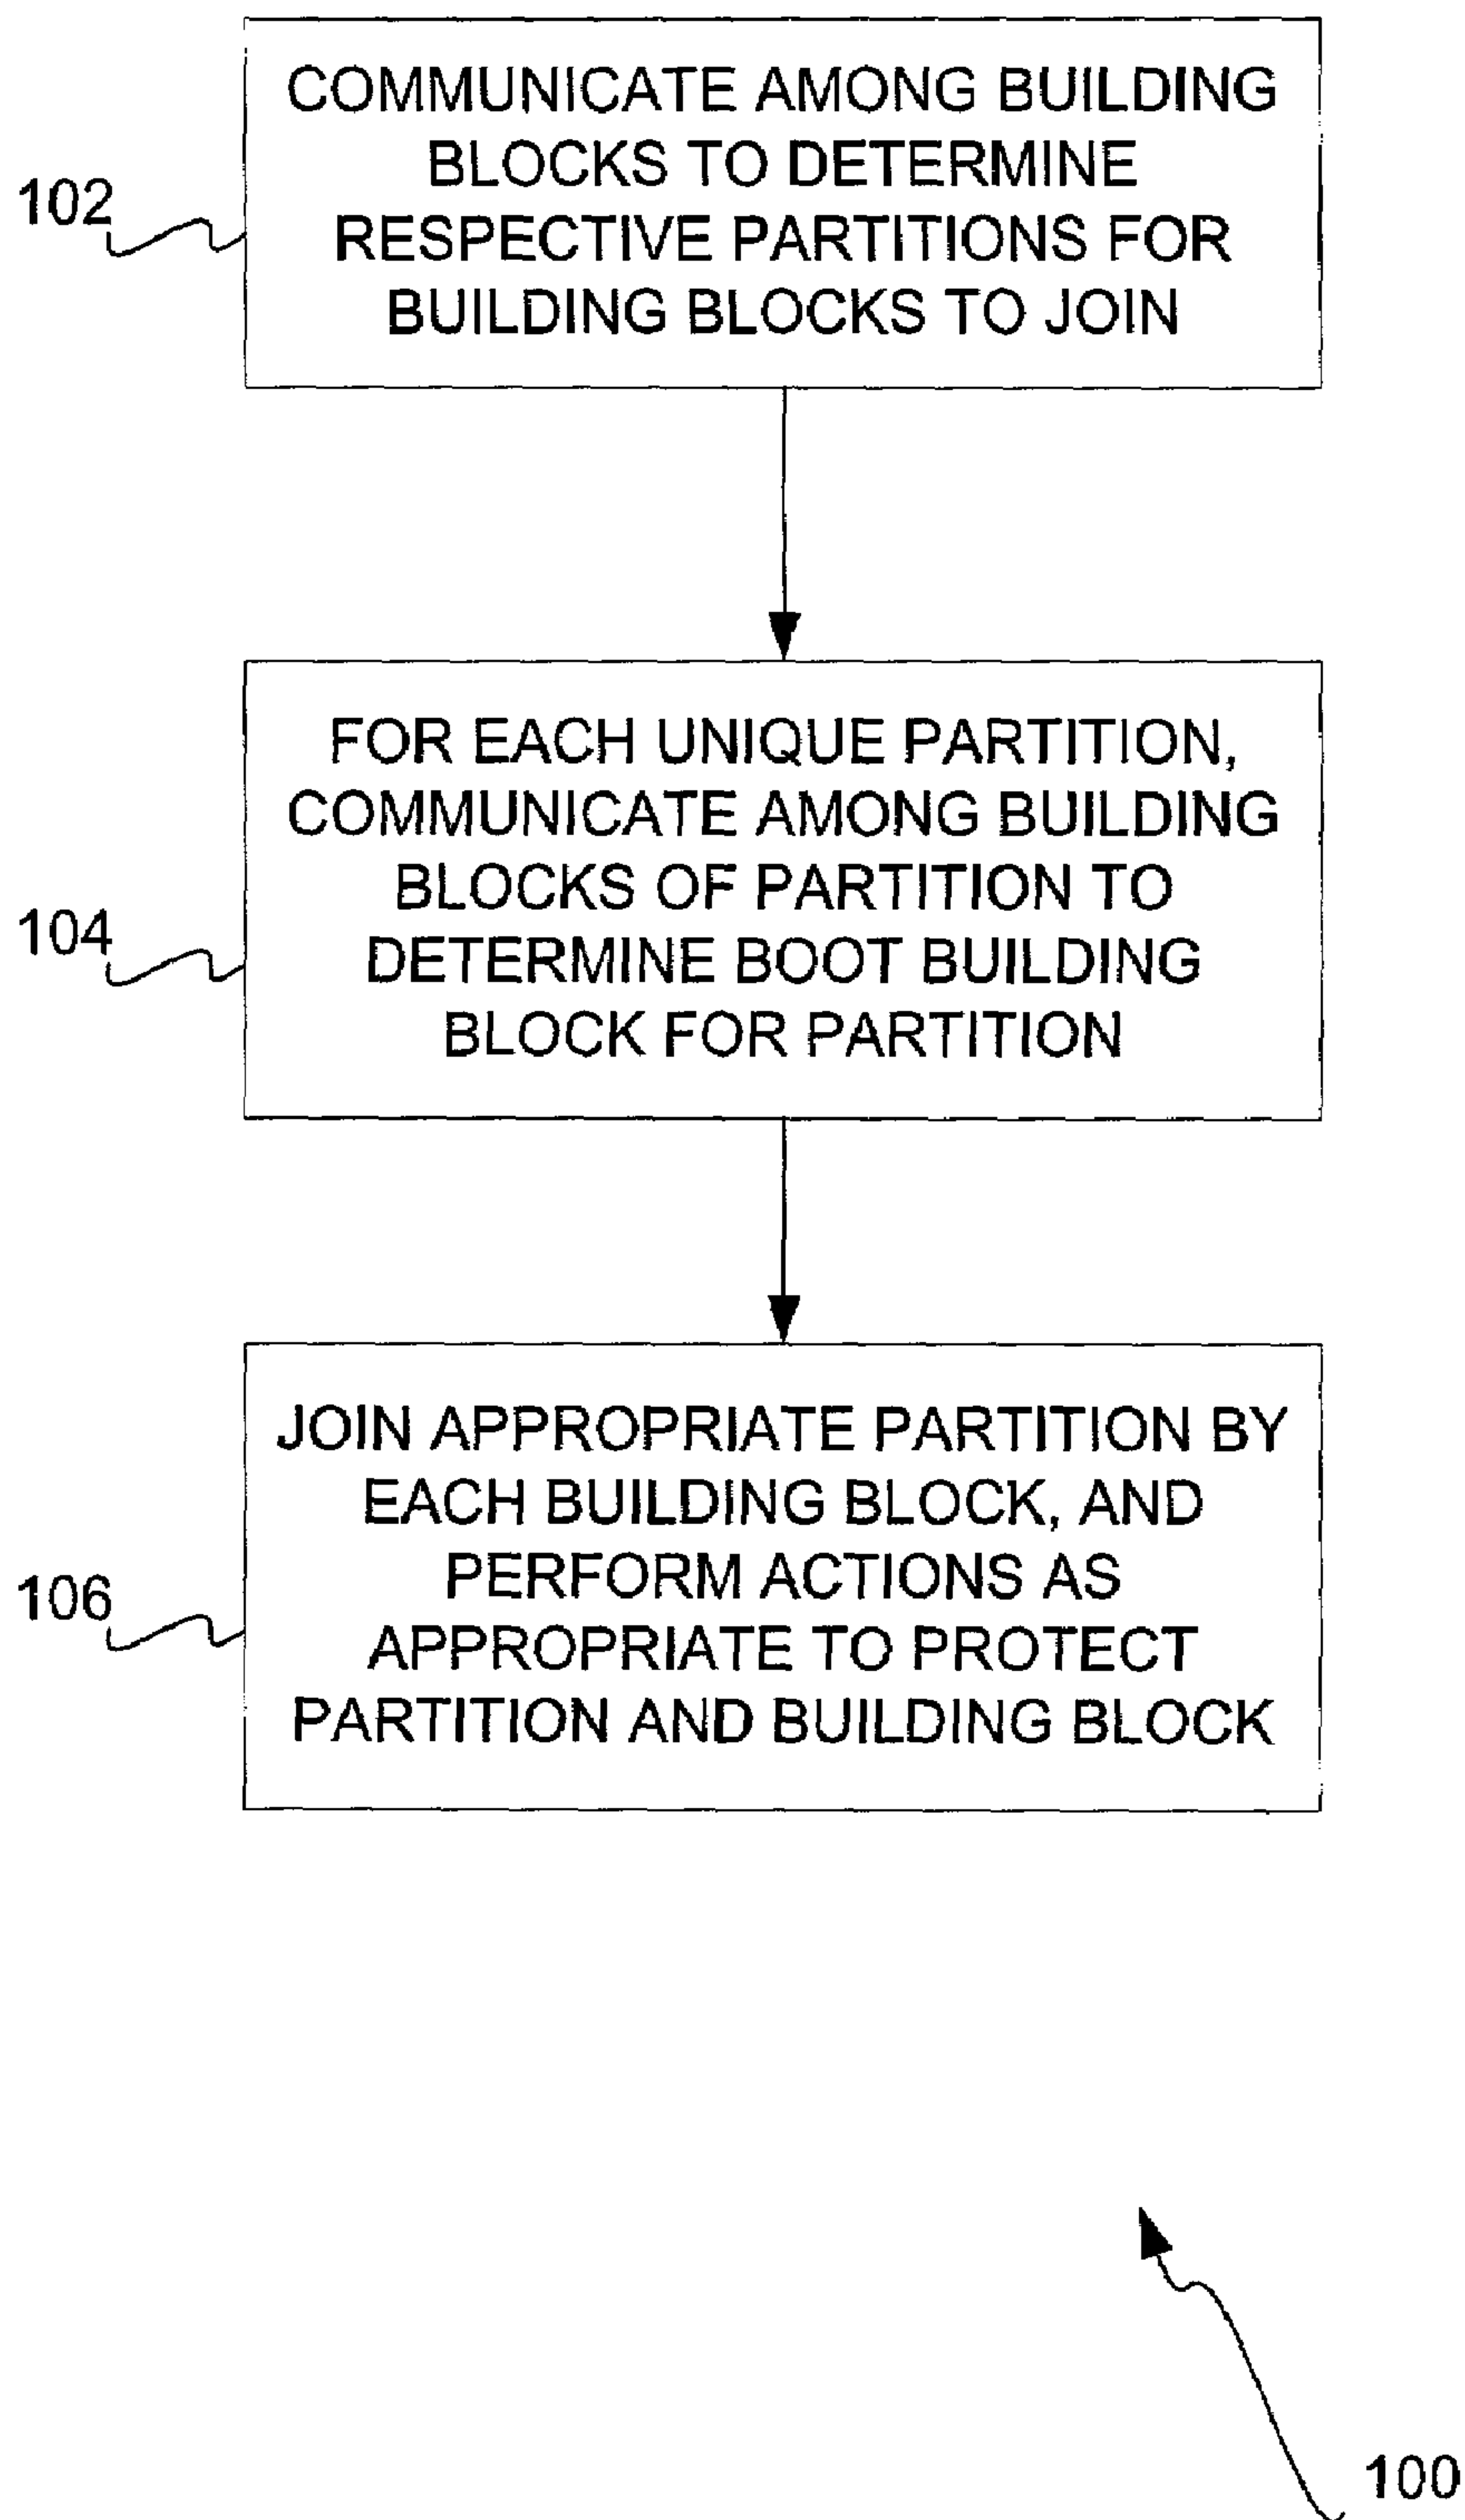 COMMUNICATE AMONG BUILDING
BLOCKS TO DETERMINE
RESPECTIVE PARTITIONS FOR
BUILDING BLOCKS TO JOIN
102
FOR EACH UNIQUE PARTITION,
COMMUNICATE AMONG BUILDING
BLOCKS OF PARTITION TO
DETERMINE BOOT BUILDING
BLOCK FOR PARTITION
104
JOIN APPROPRIATE PARTITION BY
EACH BUILDING BLOCK, AND
PERFORM ACTIONS AS
APPROPRIATE TO PROTECT
PARTITION AND BUILDING BLOCK
106
100